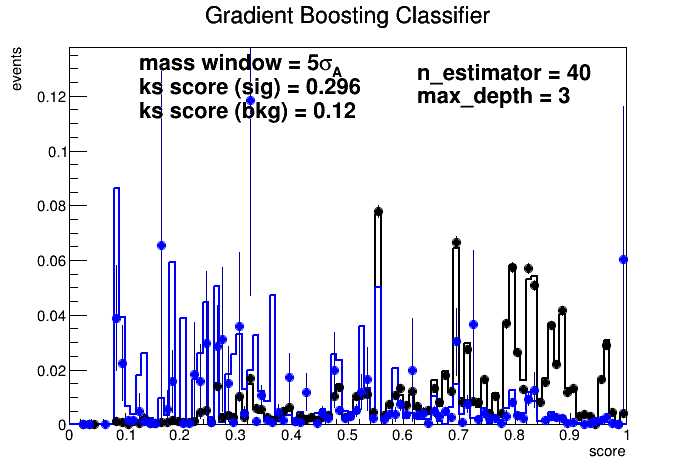 Gradient Boosting Classifier
events
mass window = 5σA
ks score (sig) = 0.296
ks score (bkg) = 0.12
n_estimator = 40
max_depth = 3
0.12
0.1
0.08
0.06
0.04
0.02
0
0 0.1 0.2 0.3 0.4 0.5 0.6 0.7 0.8 0.9 1
score